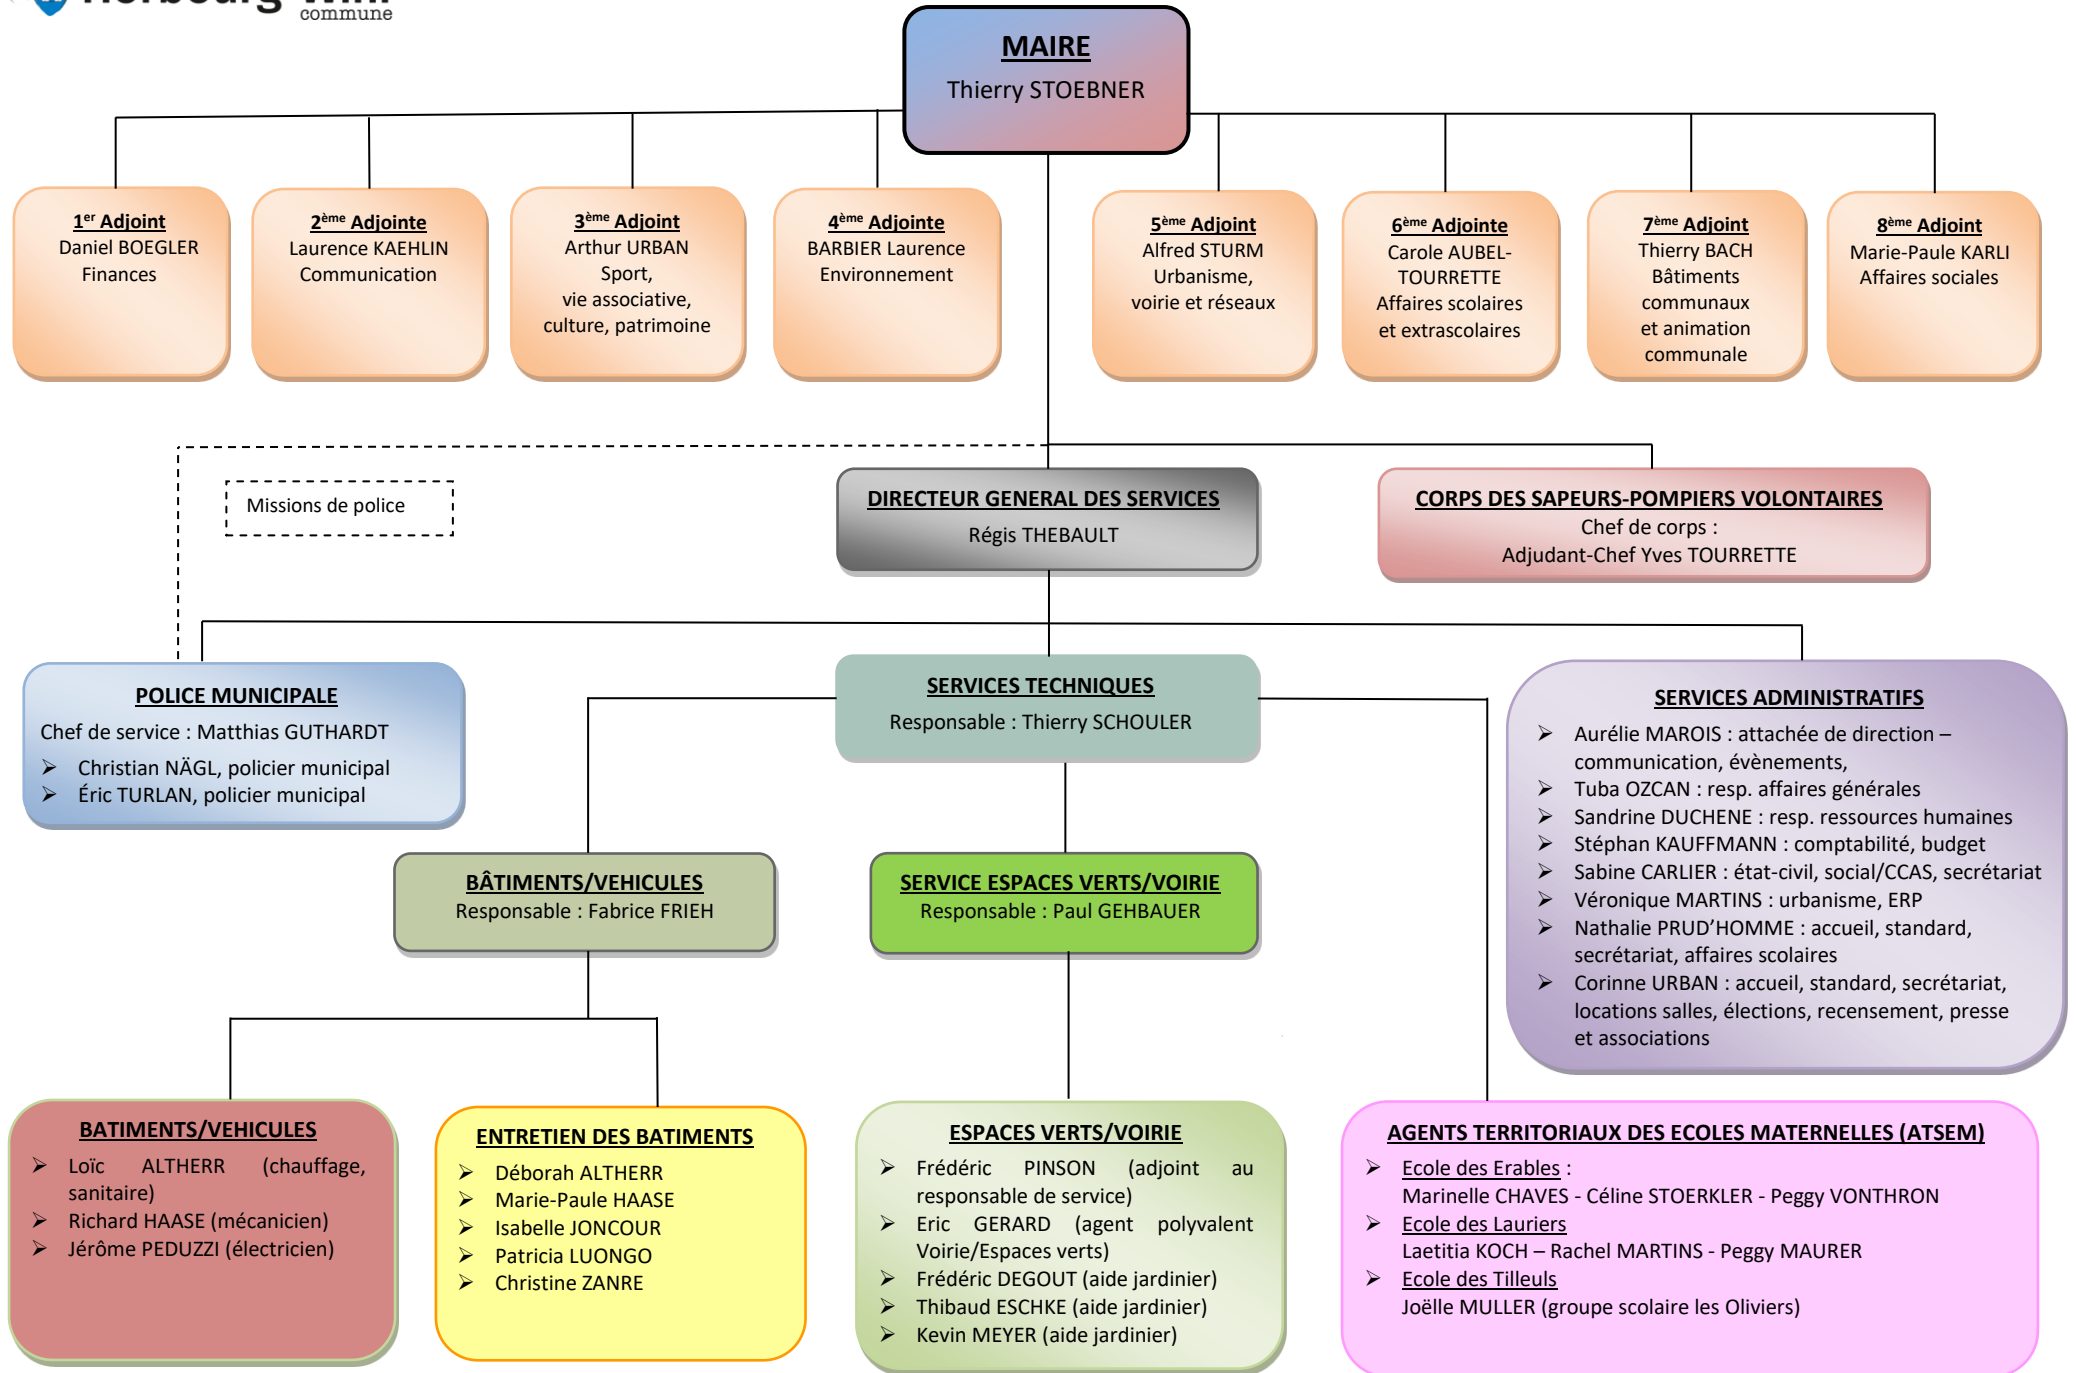 commune
MAIRE
Thierry STOEBNER
1er Adjoint
Daniel BOEGLER
Finances
2ème Adjointe
Laurence KAEHLIN
Communication
3ème Adjoint
Arthur URBAN
Sport,
vie associative,
culture, patrimoine
4ème Adjointe
BARBIER Laurence
Environnement
5ème Adjoint
Alfred STURM
Urbanisme,
voirie et réseaux
6ème Adjointe
Carole AUBEL-
TOURRETTE
Affaires scolaires
et extrascolaires
7ème Adjoint
Thierry BACH
Bâtiments
communaux
et animation
communale
8ème Adjoint
Marie-Paule KARLI
Affaires sociales
Missions de police
DIRECTEUR GENERAL DES SERVICES
Régis THEBAULT
CORPS DES SAPEURS-POMPIERS VOLONTAIRES
Chef de corps :
Adjudant-Chef Yves TOURRETTE
POLICE MUNICIPALE
Chef de service : Matthias GUTHARDT
➢ Christian NÄGL, policier municipal
➢ Éric TURLAN, policier municipal
SERVICES TECHNIQUES
Responsable : Thierry SCHOULER
SERVICES ADMINISTRATIFS
➢ Aurélie MAROIS : attachée de direction –
communication, évènements,
➢ Tuba OZCAN : resp. affaires générales
➢ Sandrine DUCHENE : resp. ressources humaines
➢ Stéphan KAUFFMANN : comptabilité, budget
➢ Sabine CARLIER : état-civil, social/CCAS, secrétariat
➢ Véronique MARTINS : urbanisme, ERP
➢ Nathalie PRUD'HOMME : accueil, standard,
secrétariat, affaires scolaires
➢ Corinne URBAN : accueil, standard, secrétariat,
locations salles, élections, recensement, presse
et associations
BÂTIMENTS/VEHICULES
Responsable : Fabrice FRIEH
SERVICE ESPACES VERTS/VOIRIE
Responsable : Paul GEHBAUER
BATIMENTS/VEHICULES
➢ Loïc ALTHERR (chauffage,
sanitaire)
➢ Richard HAASE (mécanicien)
➢ Jérôme PEDUZZI (électricien)
ENTRETIEN DES BATIMENTS
➢ Déborah ALTHERR
➢ Marie-Paule HAASE
➢ Isabelle JONCOUR
➢ Patricia LUONGO
➢ Christine ZANRE
ESPACES VERTS/VOIRIE
➢ Frédéric PINSON (adjoint au
responsable de service)
➢ Eric GERARD (agent polyvalent
Voirie/Espaces verts)
➢ Frédéric DEGOUT (aide jardinier)
➢ Thibaud ESCHKE (aide jardinier)
➢ Kevin MEYER (aide jardinier)
AGENTS TERRITORIAUX DES ECOLES MATERNELLES (ATSEM)
➢ Ecole des Erables :
Marinelle CHAVES - Céline STOERKLER - Peggy VONTHRON
➢ Ecole des Lauriers
Laetitia KOCH – Rachel MARTINS - Peggy MAURER
➢ Ecole des Tilleuls
Joëlle MULLER (groupe scolaire les Oliviers)